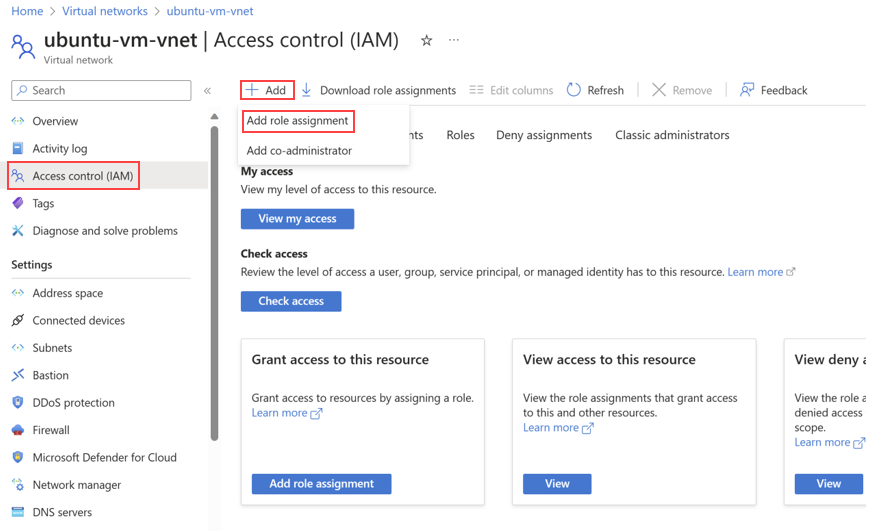 Home > Virtual networks > ubuntu-vm-vnet
ubuntu-vm-vnet | Access control (IAM)
Virtual network
Search
Add
Download role assignments
Edit columns
Refresh
Remove
Feedback
Add role assignment
Add co-administrator
Roles
Deny assignments
Classic administrators
Overview
Activity log
Access control (IAM)
Tags
Diagnose and solve problems
Settings
Address space
Connected devices
Subnets
Bastion
DDoS protection
Firewall
Microsoft Defender for Cloud
Network manager
DNS servers
My access
View my level of access to this resource.
View my access
Check access
Review the level of access a user, group, service principal, or managed identity has to this resource. Learn more
Check access
Grant access to this resource
Grant access to resources by assigning a role.
Learn more
Add role assignment
View access to this resource
View the role assignments that grant access
to this and other resources.
Learn more
View
View deny
View the role
denied access
scope.
Learn more
View